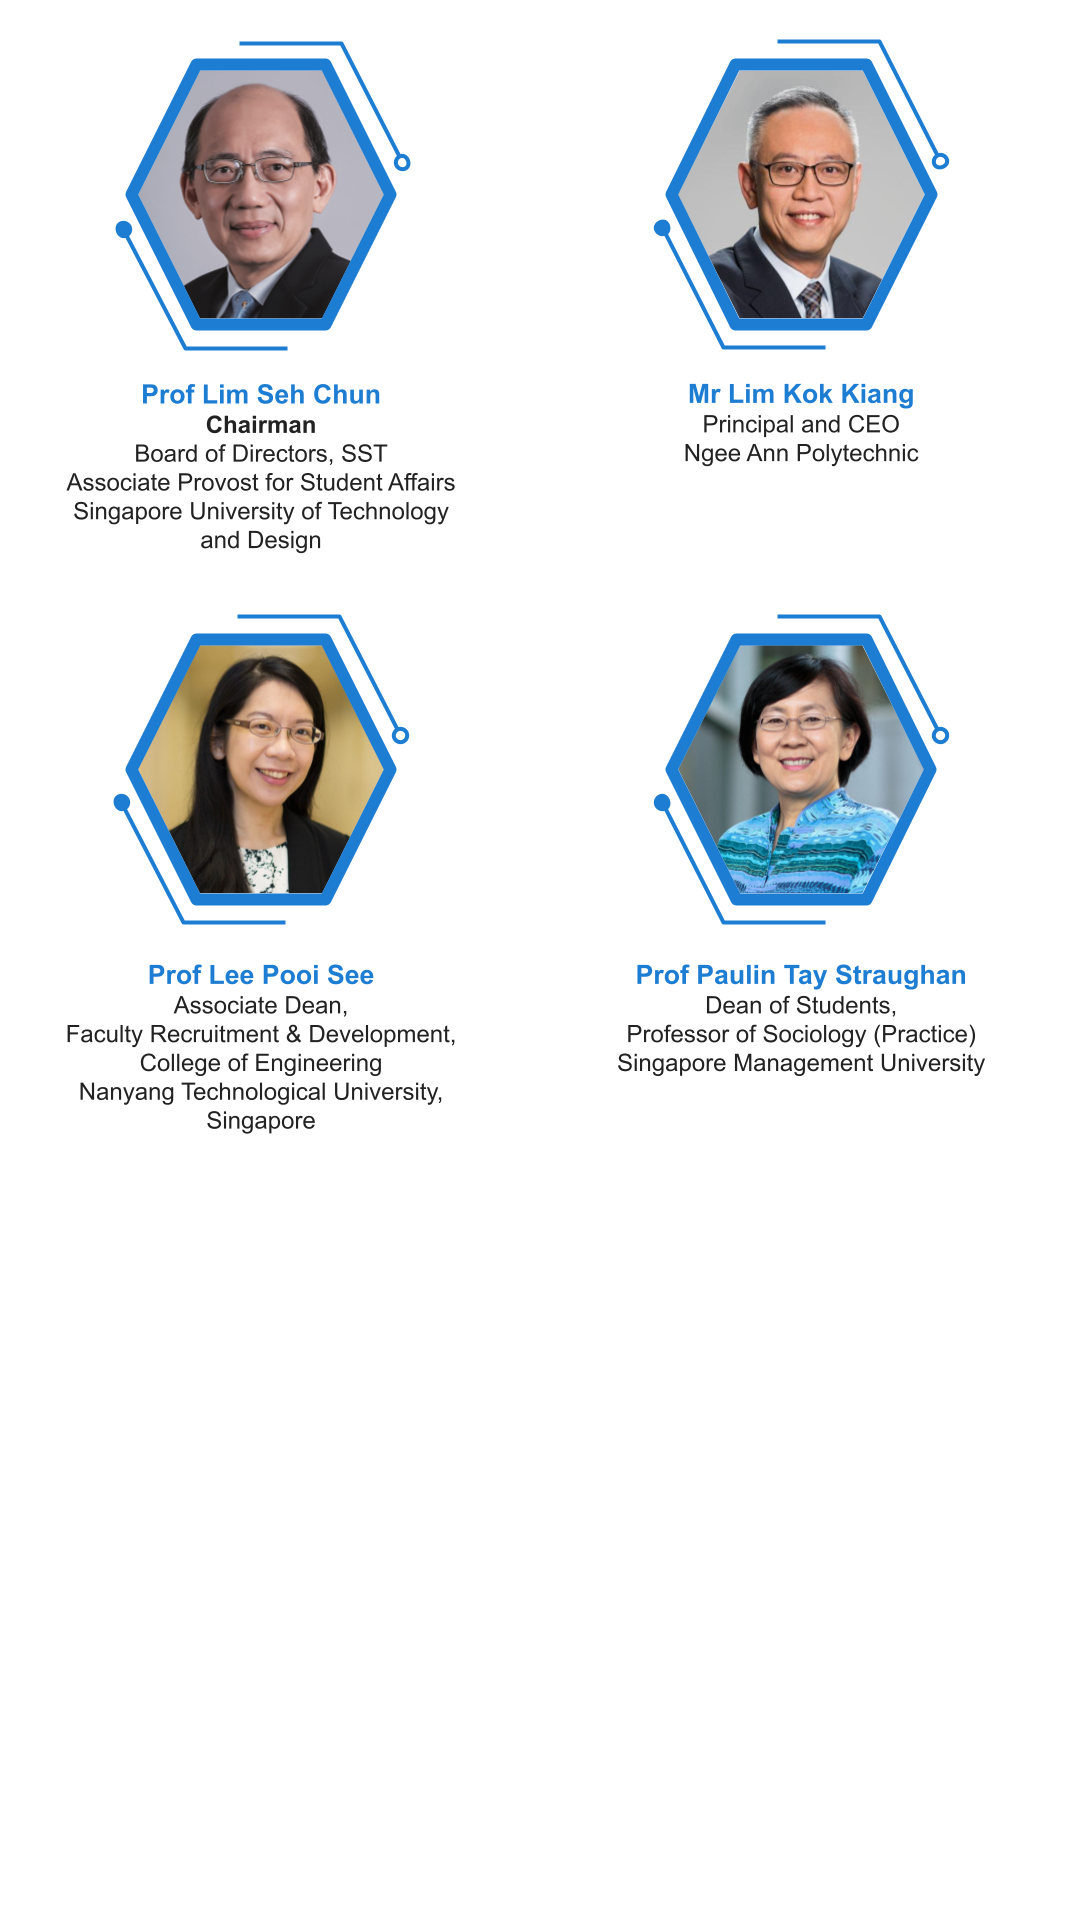 Prof Lim Seh Chun
Chairman
Board of Directors, SST
Associate Provost for Student Affairs
Singapore University of Technology
and Design
Mr Lim Kok Kiang
Principal and CEO
Ngee Ann Polytechnic
Prof Lee Pooi See
Associate Dean,
Faculty Recruitment & Development,
College of Engineering
Nanyang Technological University,
Singapore
Prof Paulin Tay Straughan
Dean of Students,
Professor of Sociology (Practice)
Singapore Management University